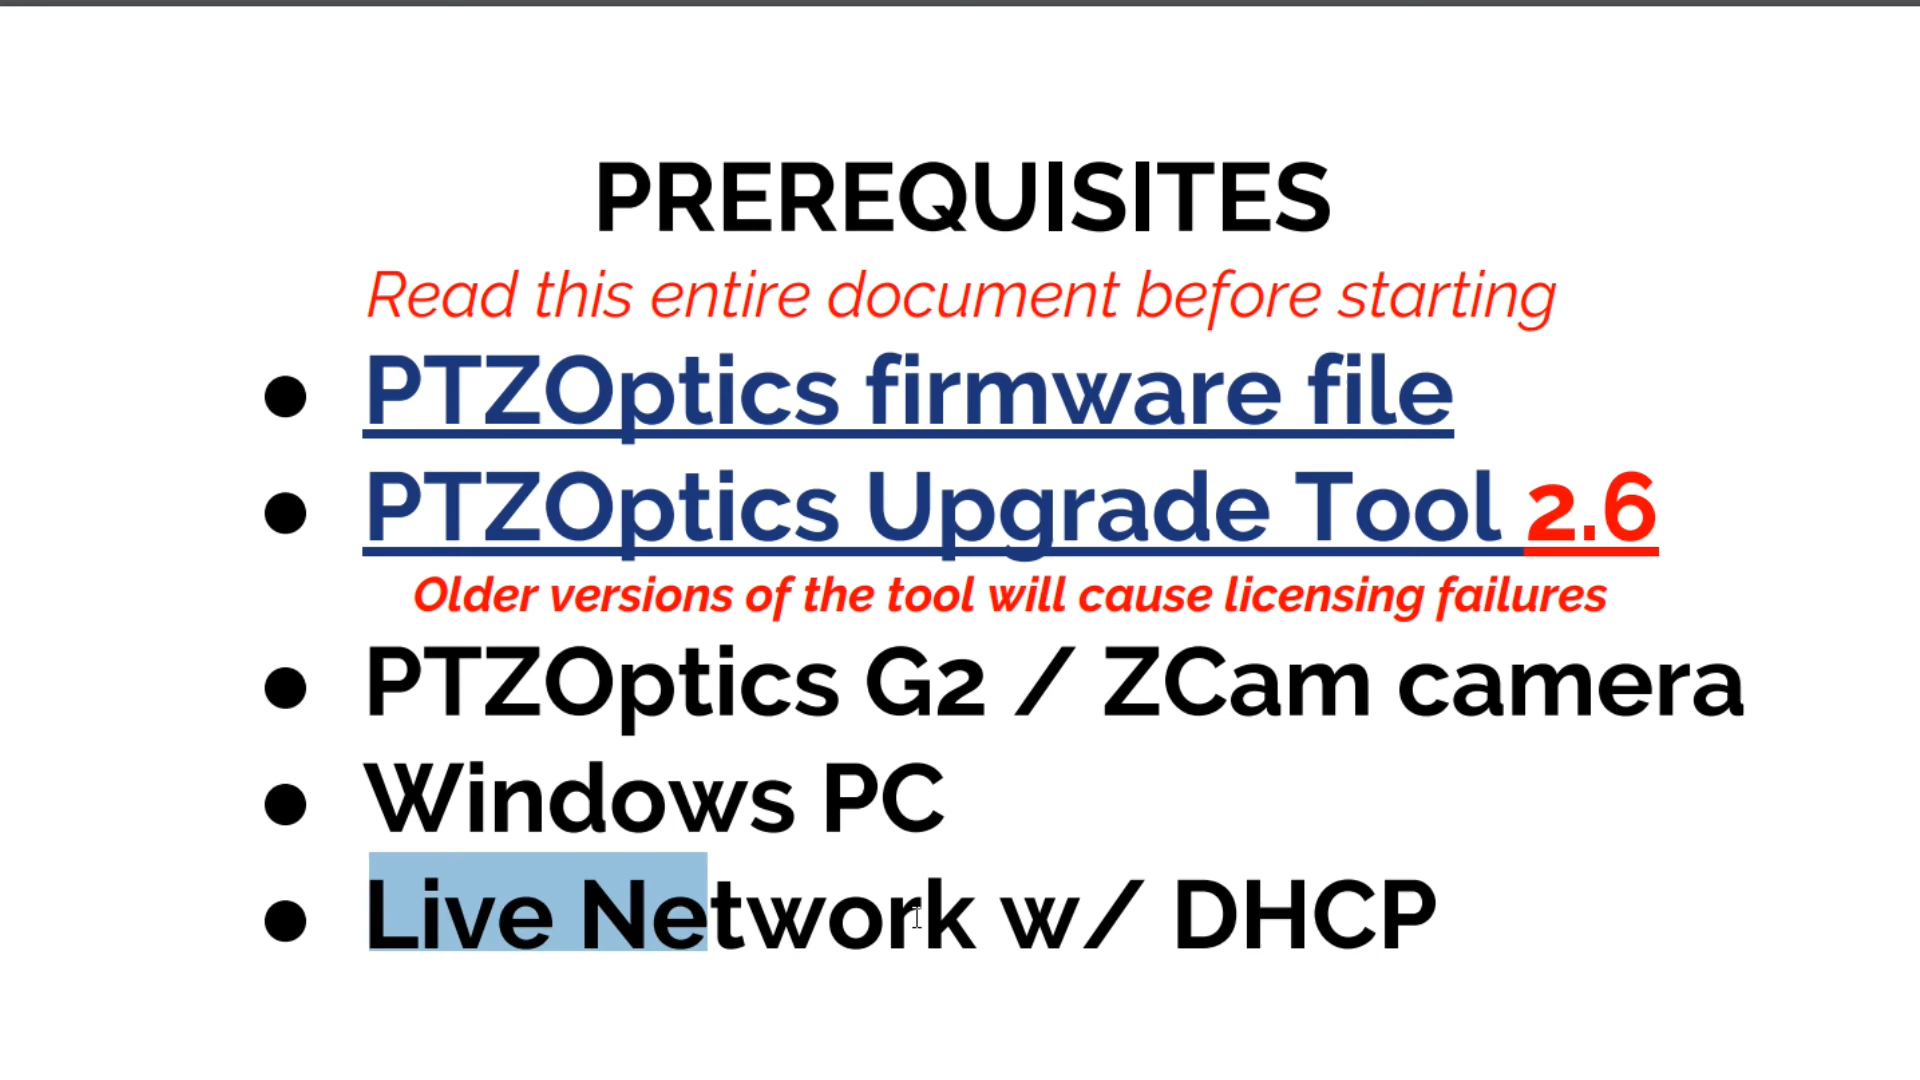 PREREQUISITES
Read this entire document before starting
● PTZOptics firmware file
● PTZOptics Upgrade Tool 2.6
Older versions of the tool will cause licensing failures
● PTZOptics G2 / ZCam camera
● Windows PC
● Live Network w/ DHCP